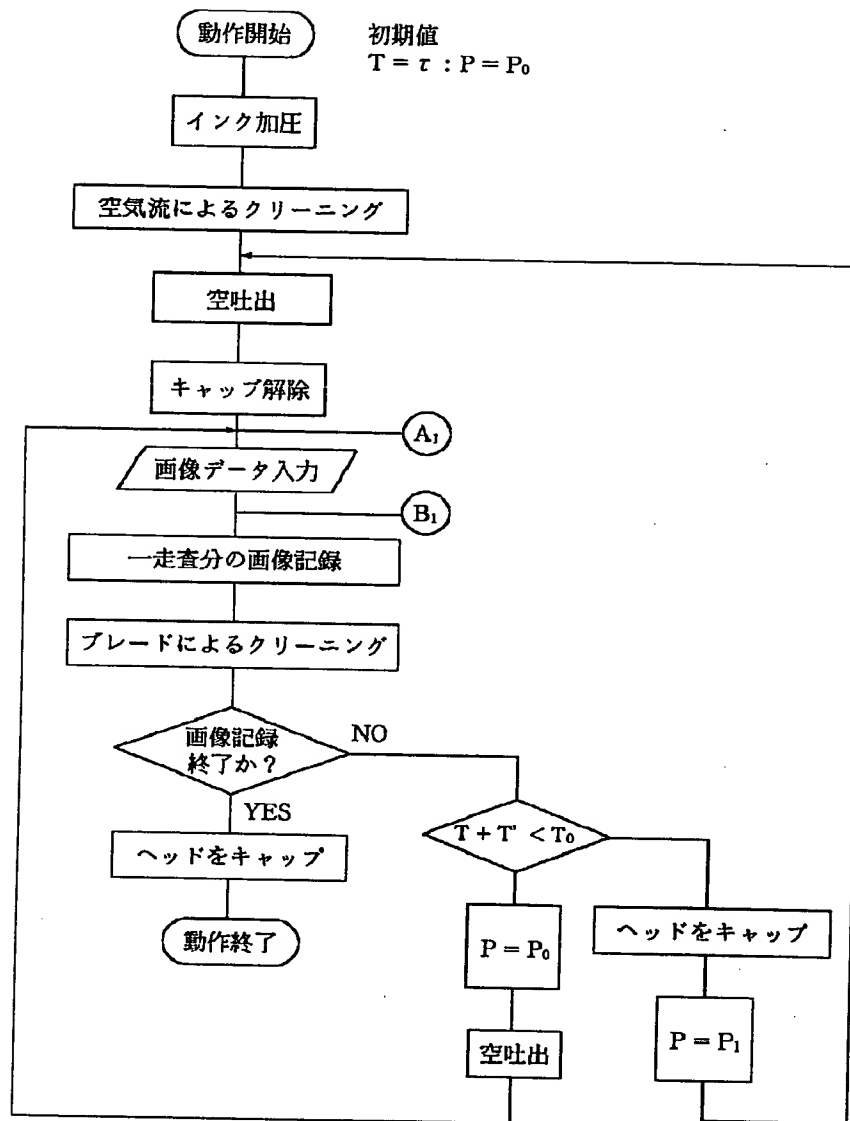 動作開始
初期値
T = τ : P = P₀
インク加圧
空気流によるクリーニング
空吐出
キャップ解除
A₁
画像データ入力
B₁
一走査分の画像記録
ブレードによるクリーニング
画像記録
終了か?
NO
YES
T + T' < T₀
ヘッドをキャップ
動作終了
P = P₀
空吐出
ヘッドをキャップ
P = P₁